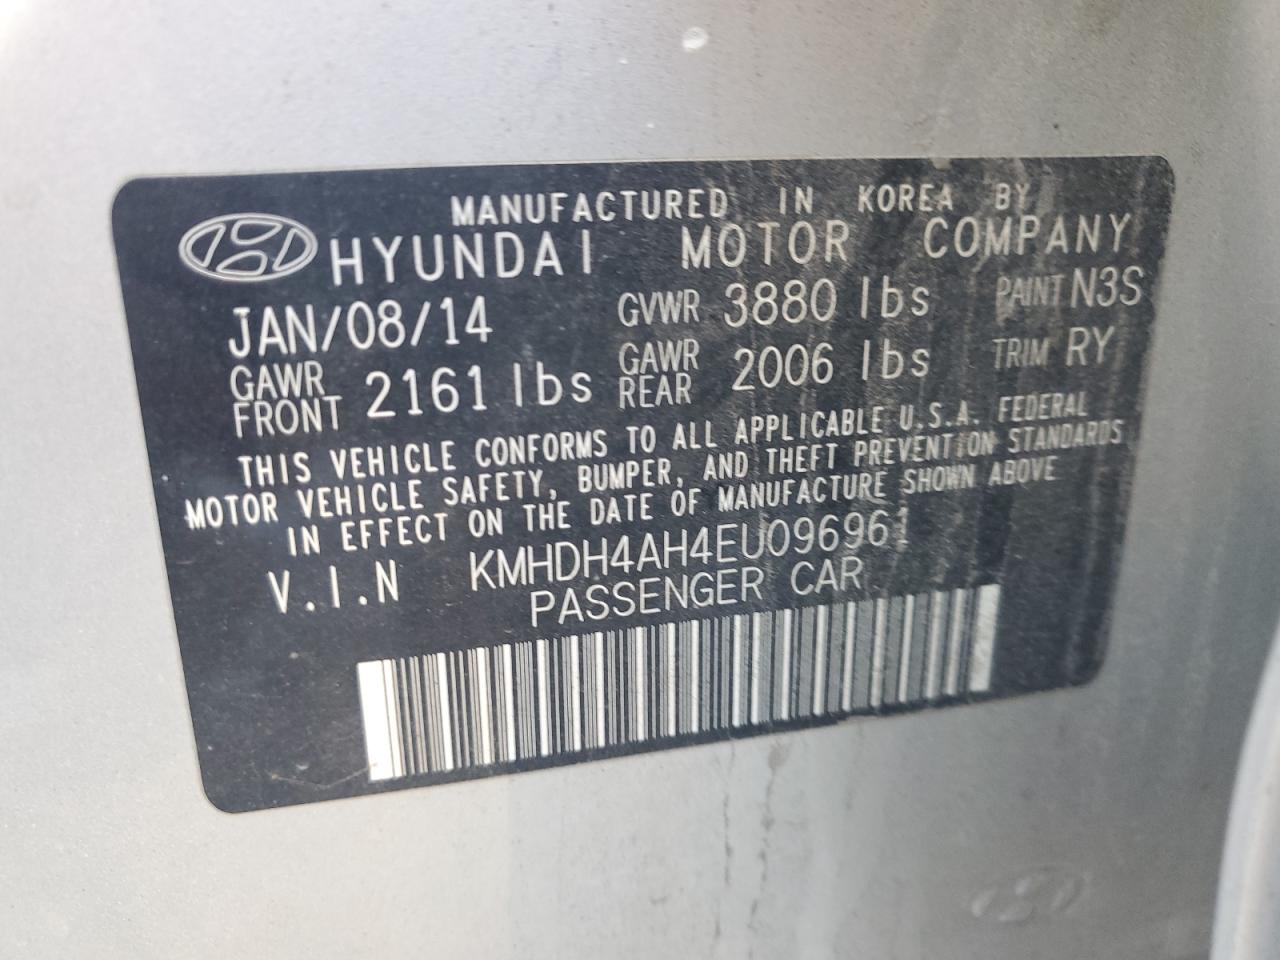 MANUFACTURED IN KOREA BY
HYUNDAI MOTOR COMPANY
JAN/08/14 GVWR 3880 lbs PAINT N3S
GAWR FRONT 2161 lbs GAWR REAR 2006 lbs TRIM RY
THIS VEHICLE CONFORMS TO ALL APPLICABLE U.S.A. FEDERAL
MOTOR VEHICLE SAFETY, BUMPER, AND THEFT PREVENTION STANDARDS
IN EFFECT ON THE DATE OF MANUFACTURE SHOWN ABOVE
V.I.N KMHDH4AH4EU096961
PASSENGER CAR